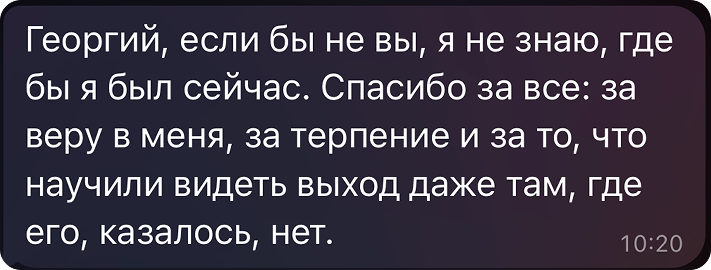 Георгий, если бы не вы, я не знаю, где
бы я был сейчас. Спасибо за все: за
веру в меня, за терпение и за то, что
научили видеть выход даже там, где
его, казалось, нет.
10:20